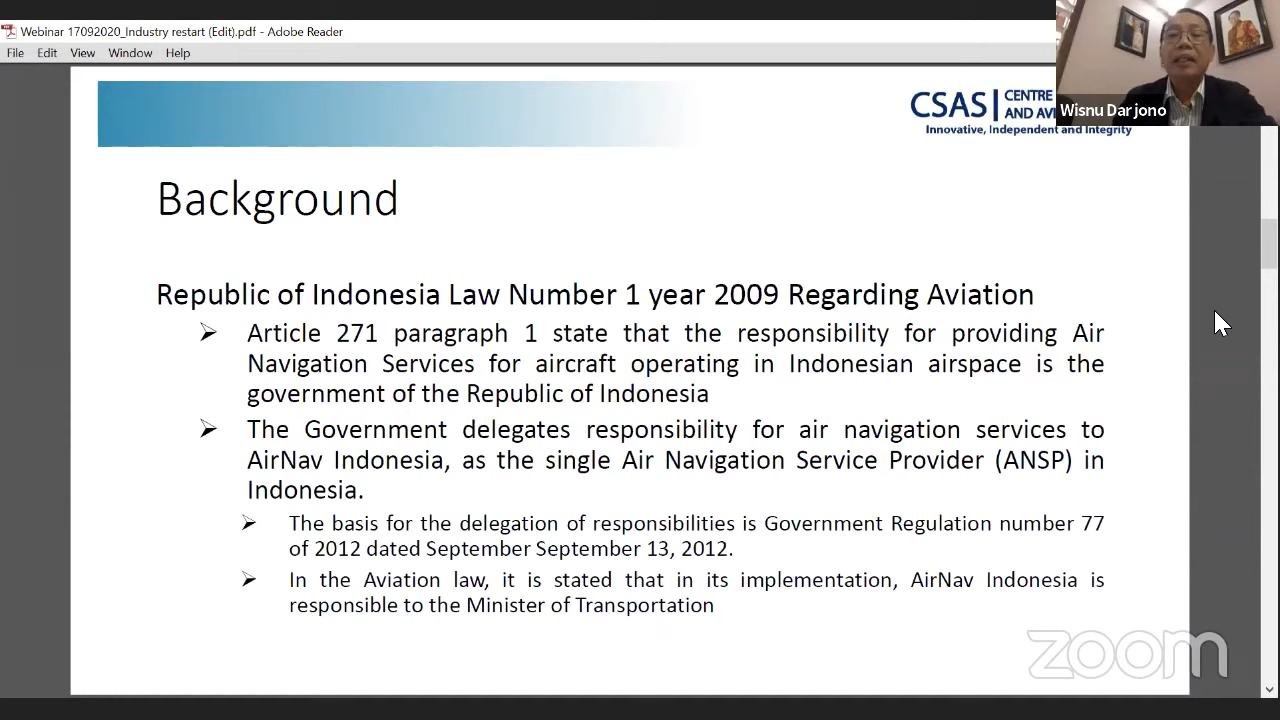 Webinar 17092020_Industry restart (Edit).pdf - Adobe Reader
File Edit View Window Help
CSAS CENTRE
AND
Innovative, Independent and Integrity
Wisnu Darjono
Background
Republic of Indonesia Law Number 1 year 2009 Regarding Aviation
➢ Article 271 paragraph 1 state that the responsibility for providing Air
Navigation Services for aircraft operating in Indonesian airspace is the
government of the Republic of Indonesia
➢ The Government delegates responsibility for air navigation services to
AirNav Indonesia, as the single Air Navigation Service Provider (ANSP) in
Indonesia.
➢ The basis for the delegation of responsibilities is Government Regulation number 77
of 2012 dated September September 13, 2012.
➢ In the Aviation law, it is stated that in its implementation, AirNav Indonesia is
responsible to the Minister of Transportation
zoom